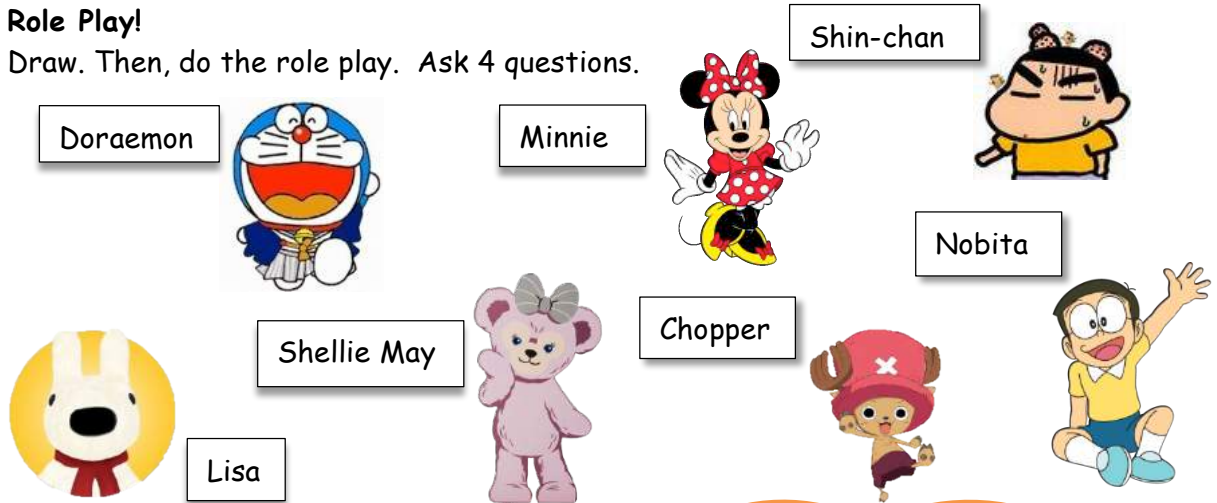 Role Play!
Draw. Then, do the role play. Ask 4 questions.
Shin-chan
Doraemon
Minnie
Nobita
Shellie May
Chopper
Lisa